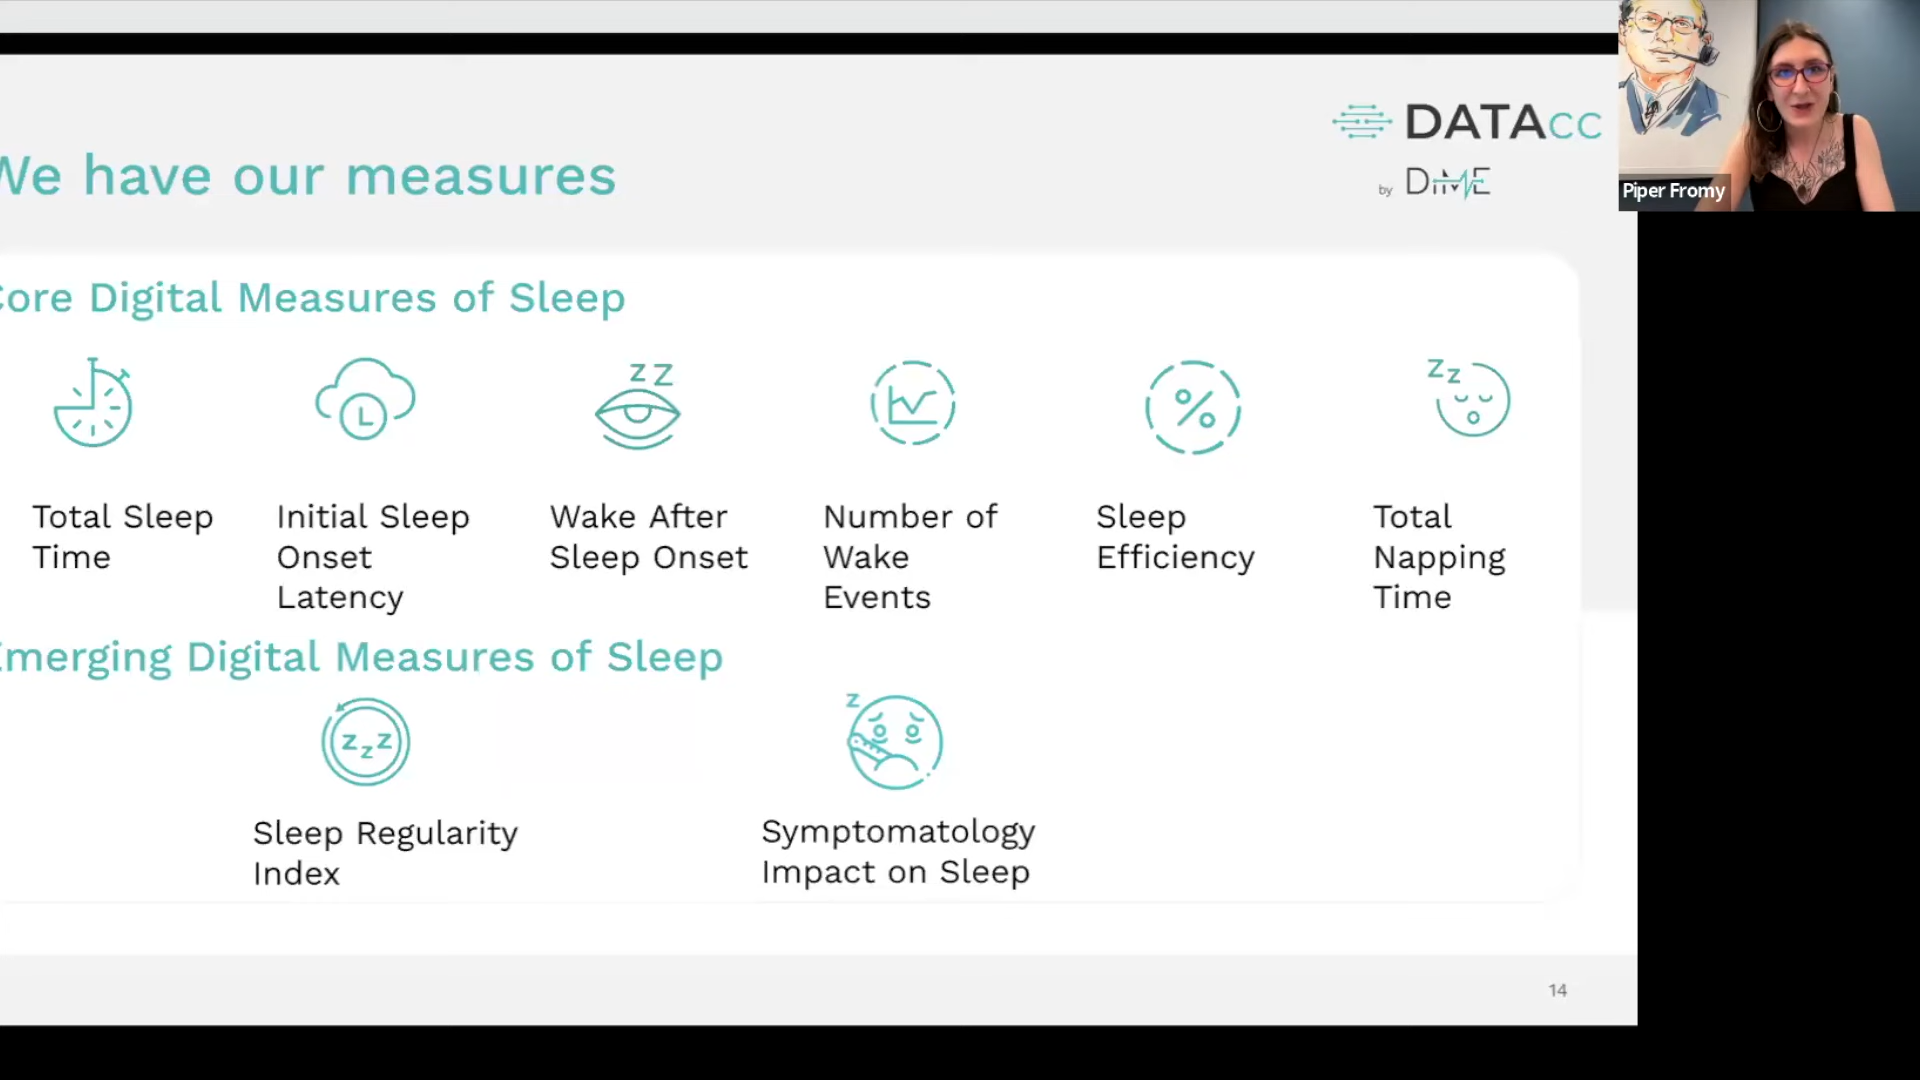 DATAcc
by DiME
Piper Fromy
We have our measures
Core Digital Measures of Sleep
Total Sleep
Time
Initial Sleep
Onset
Latency
Wake After
Sleep Onset
Number of
Wake
Events
Sleep
Efficiency
Total
Napping
Time
Emerging Digital Measures of Sleep
Sleep Regularity
Index
Symptomatology
Impact on Sleep
14